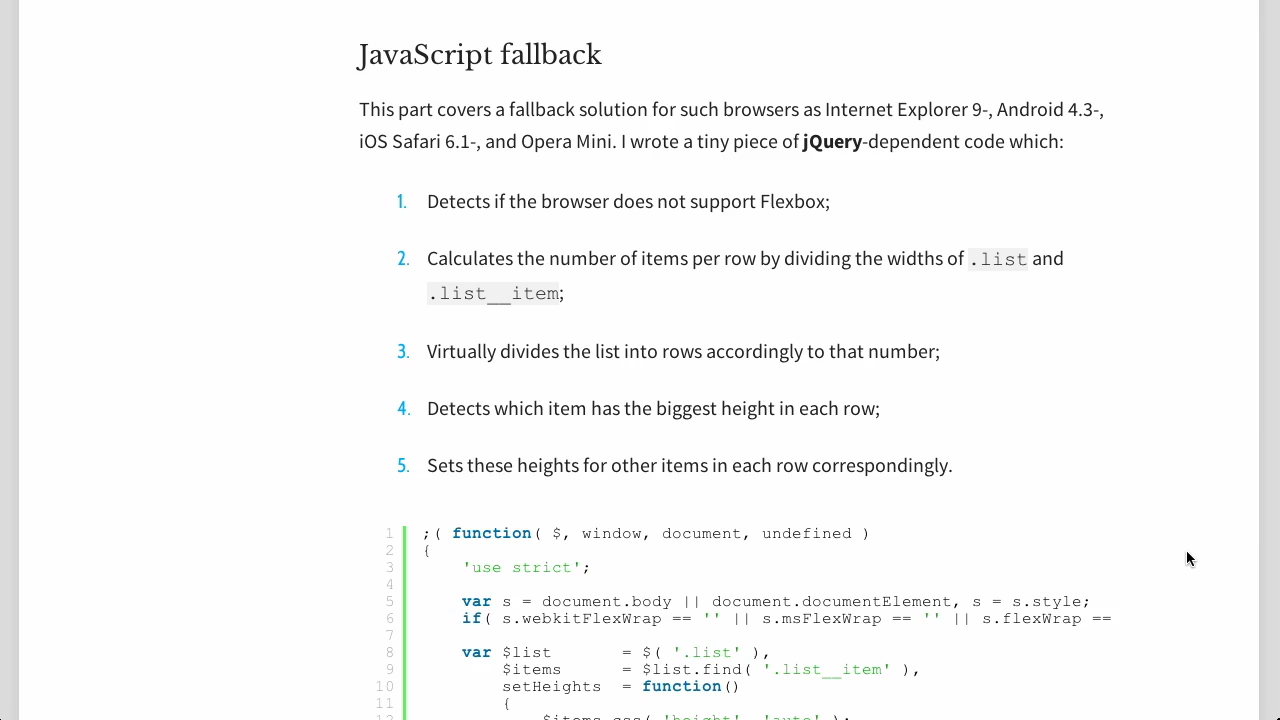 JavaScript fallback
This part covers a fallback solution for such browsers as Internet Explorer 9-, Android 4.3-,
iOS Safari 6.1-, and Opera Mini. I wrote a tiny piece of jQuery-dependent code which:
1. Detects if the browser does not support Flexbox;
2. Calculates the number of items per row by dividing the widths of .list and
.list__item;
3. Virtually divides the list into rows accordingly to that number;
4. Detects which item has the biggest height in each row;
5. Sets these heights for other items in each row correspondingly.
1 ;( function( $, window, document, undefined )
2 {
3 'use strict';
4
5 var s = document.body || document.documentElement, s = s.style;
6 if( s.webkitFlexWrap == '' || s.msFlexWrap == '' || s.flexWrap ==
7
8 var $list = $( '.list' ),
9 $items = $list.find( '.list__item' ),
10 setHeights = function()
11 {
12 $items.css( 'height', 'auto' );